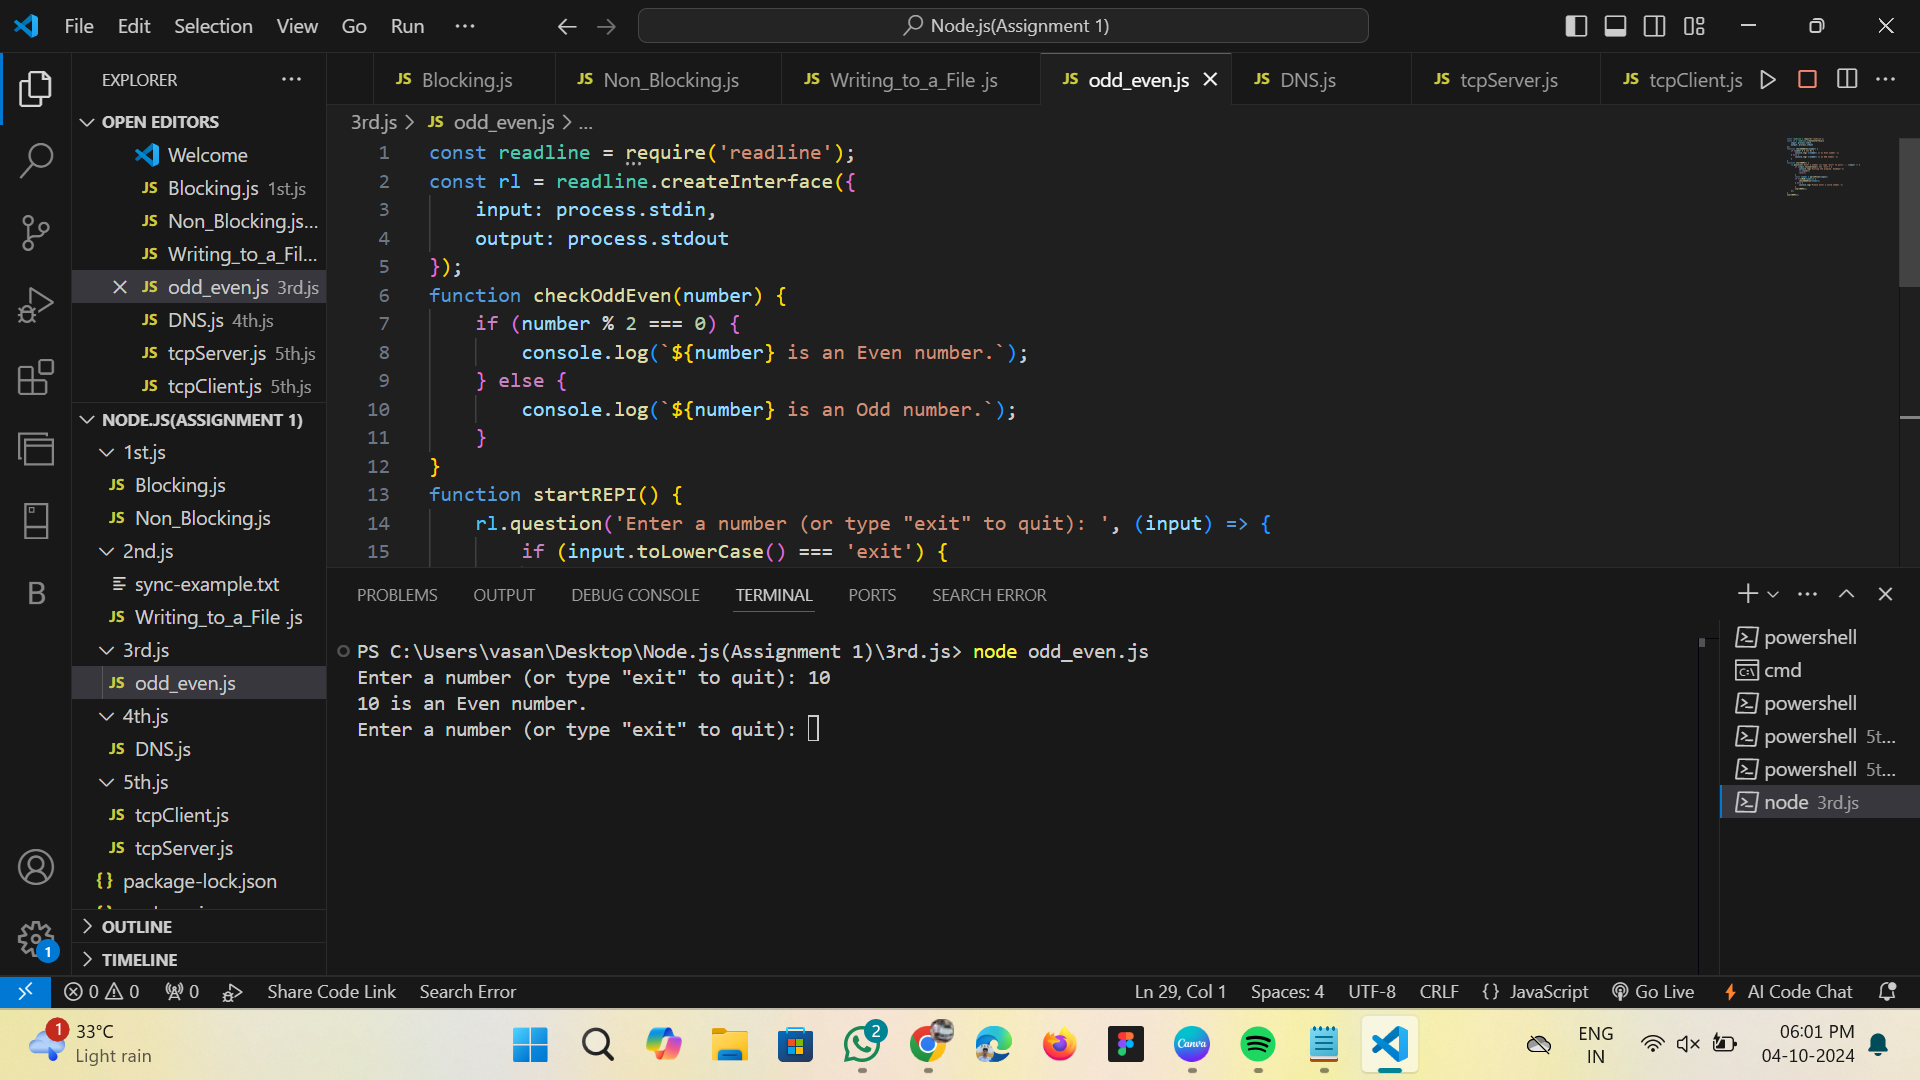 File Edit Selection View Go Run ···
Node.js(Assignment 1)
EXPLORER ···
JS Blocking.js JS Non_Blocking.js JS Writing_to_a_File .js JS odd_even.js JS DNS.js JS tcpServer.js JS tcpClient.js
OPEN EDITORS
Welcome
JS Blocking.js 1st.js
JS Non_Blocking.js...
JS Writing_to_a_Fil...
JS odd_even.js 3rd.js
JS DNS.js 4th.js
JS tcpServer.js 5th.js
JS tcpClient.js 5th.js
NODE.JS(ASSIGNMENT 1)
1st.js
JS Blocking.js
JS Non_Blocking.js
2nd.js
sync-example.txt
JS Writing_to_a_File .js
3rd.js
JS odd_even.js
4th.js
JS DNS.js
5th.js
JS tcpClient.js
JS tcpServer.js
{} package-lock.json
OUTLINE
TIMELINE
B
1
3rd.js > JS odd_even.js > ...
1 const readline = require('readline');
2 const rl = readline.createInterface({
3 input: process.stdin,
4 output: process.stdout
5 });
6 function checkOddEven(number) {
7 if (number % 2 === 0) {
8 console.log(`${number} is an Even number.`);
9 } else {
10 console.log(`${number} is an Odd number.`);
11 }
12 }
13 function startREPI() {
14 rl.question('Enter a number (or type "exit" to quit): ', (input) => {
15 if (input.toLowerCase() === 'exit') {
PROBLEMS OUTPUT DEBUG CONSOLE TERMINAL PORTS SEARCH ERROR
PS C:\Users\vasan\Desktop\Node.js(Assignment 1)\3rd.js> node odd_even.js
Enter a number (or type "exit" to quit): 10
10 is an Even number.
Enter a number (or type "exit" to quit):
powershell
cmd
powershell
powershell 5t...
powershell 5t...
node 3rd.js
0 0 0 Share Code Link Search Error Ln 29, Col 1 Spaces: 4 UTF-8 CRLF {} JavaScript Go Live AI Code Chat
1 33°C
Light rain
2
Canva
ENG
IN
06:01 PM
04-10-2024